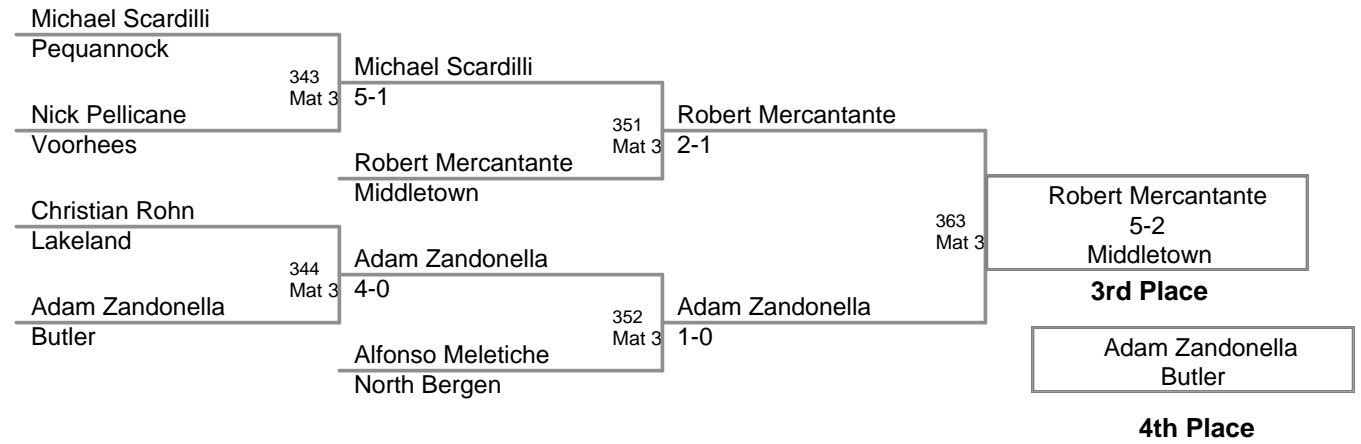 Michael Scardilli
Pequannock
343
Mat 3
Michael Scardilli
5-1
Nick Pellicane
Voorhees
351
Mat 3
Robert Mercantante
2-1
Robert Mercantante
Middletown
Christian Rohn
Lakeland
363
Mat 3
Robert Mercantante
5-2
Middletown
3rd Place
344
Mat 3
Adam Zandonella
4-0
Adam Zandonella
Butler
352
Mat 3
Adam Zandonella
1-0
Alfonso Meletiche
North Bergen
Adam Zandonella
Butler
4th Place